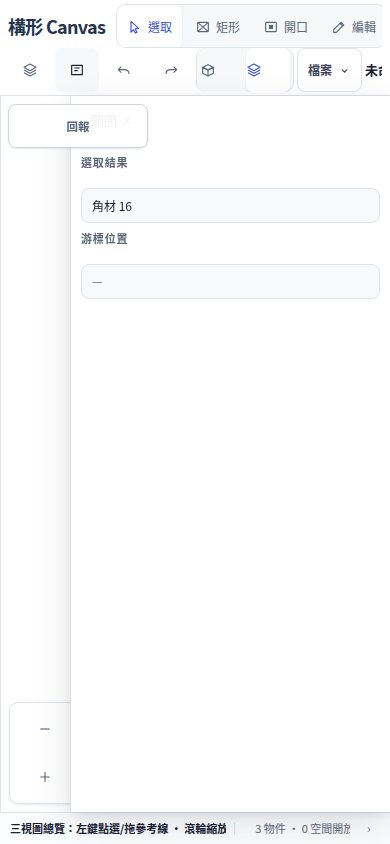 構形 Canvas 選取 矩形 開口 編輯
檔案 未命
回報
選取結果
角材 16
游標位置
—
三視圖總覽：左鍵點選/拖參考線 · 滾輪縮放 3 物件 · 0 空間開放 ›